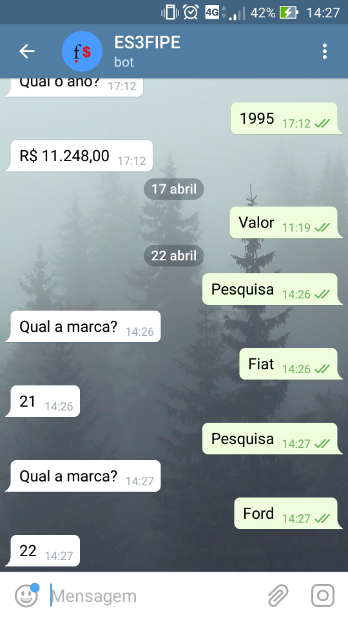 4G 42% 14:27
ES3FIPE
bot
Qual o ano? 17:12
1995 17:12
R$ 11.248,00 17:12
17 abril
Valor 11:19
22 abril
Pesquisa 14:26
Qual a marca? 14:26
Fiat 14:26
21 14:26
Pesquisa 14:27
Qual a marca? 14:27
Ford 14:27
22 14:27
Mensagem